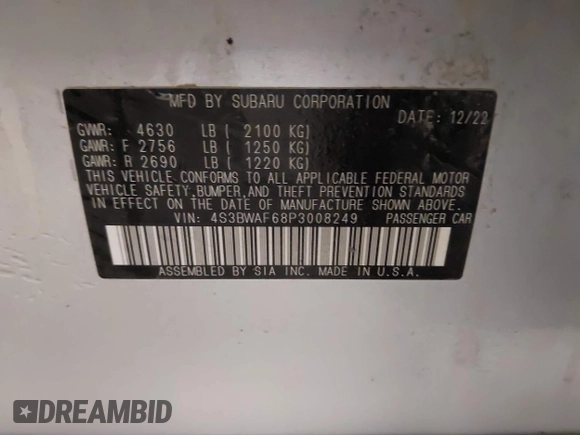 MFD BY SUBARU CORPORATION
DATE: 12/22
GVWR: 4630 LB ( 2100 KG)
GAWR: F 2756 LB ( 1250 KG)
GAWR: R 2690 LB ( 1220 KG)
THIS VEHICLE CONFORMS TO ALL APPLICABLE FEDERAL MOTOR
VEHICLE SAFETY, BUMPER, AND THEFT PREVENTION STANDARDS
IN EFFECT ON THE DATE OF MANUFACTURE SHOWN ABOVE.
VIN: 4S3BWAF68P3008249 PASSENGER CAR
ASSEMBLED BY SIA INC. MADE IN U.S.A.
DREAMBID